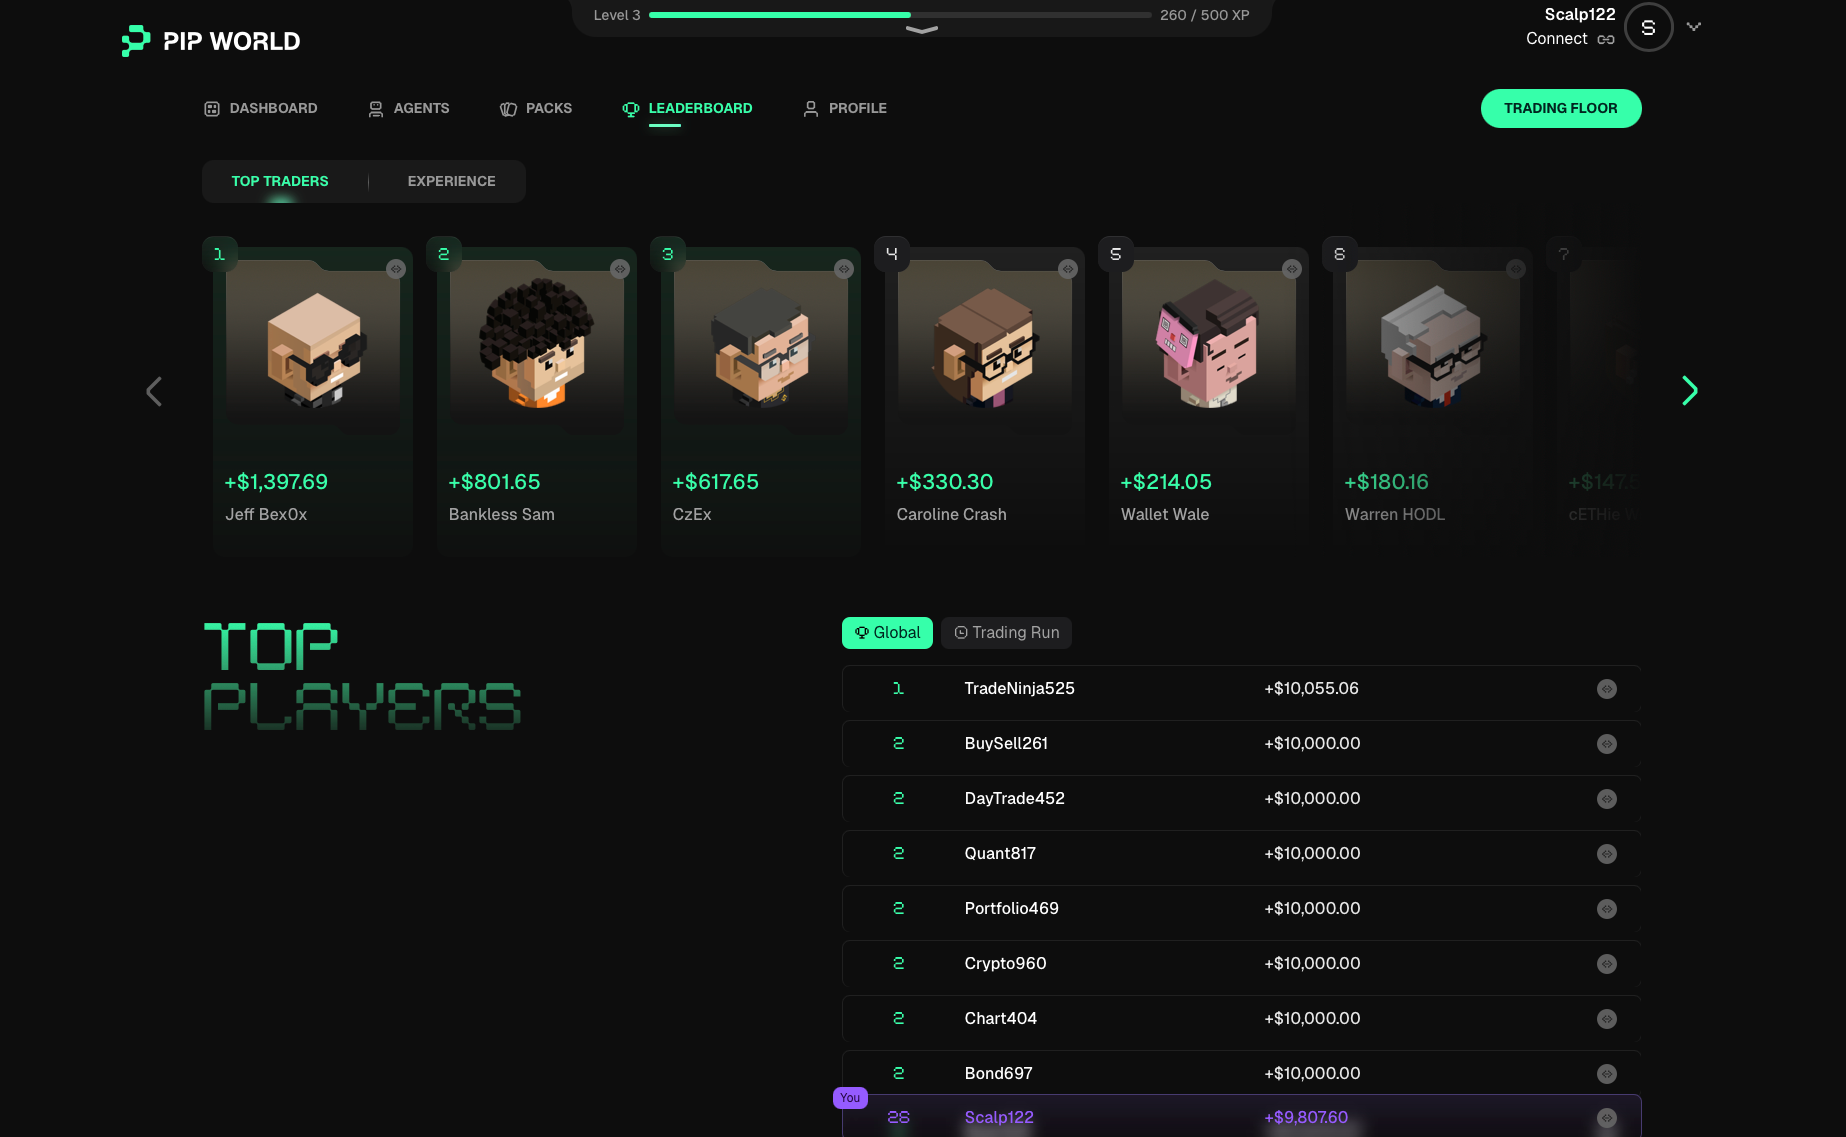 Level 3 260 / 500 XP
Scalp122
S
Connect
PIP WORLD
DASHBOARD AGENTS PACKS LEADERBOARD PROFILE
TRADING FLOOR
TOP TRADERS EXPERIENCE
1 2 3 4 5 6 7
+$1,397.69 +$801.65 +$617.65 +$330.30 +$214.05 +$180.16
Jeff Bex0x Bankless Sam CzEx Caroline Crash Wallet Wale Warren HODL cETHie
TOP
PLAYERS
Global Trading Run
1 TradeNinja525 +$10,055.06
2 BuySell261 +$10,000.00
2 DayTrade452 +$10,000.00
2 Quant817 +$10,000.00
2 Portfolio469 +$10,000.00
2 Crypto960 +$10,000.00
2 Chart404 +$10,000.00
2 Bond697 +$10,000.00
You
26 Scalp122 +$9,807.60